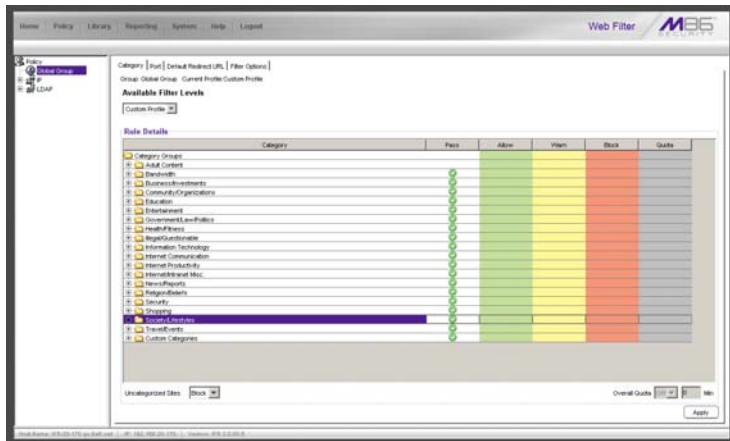 Home Policy Library Reporting System Help Logout
Web Filter
M86
SECURITY
Policy
Global Group
IP
LDAP
Category Port Default Redirect URL Filter Options
Group: Global Group Current Profile: Custom Profile
Available Filter Levels
Custom Profile
Rule Details
Category Pass Allow Warn Block Quota
Category Groups
Adult Content
Bandwidth
Business/Investments
Community/Organizations
Education
Entertainment
Government/Law/Politics
Health/Fitness
Illegal/Questionable
Information Technology
Internet Communication
Internet Productivity
Internet/Intranet Misc.
News/Reports
Religion/Beliefs
Security
Shopping
Society/Lifestyles
Travel/Events
Custom Categories
Uncategorized Sites Block Overall Quota Min
Apply